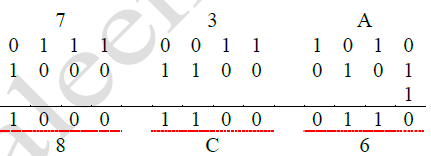 7 3 A
0 1 1 1 0 0 1 1 1 0 1 0
1 0 0 0 1 1 0 0 0 1 0 1
1
1 0 0 0 1 1 0 0 0 1 1 0
8 C 6